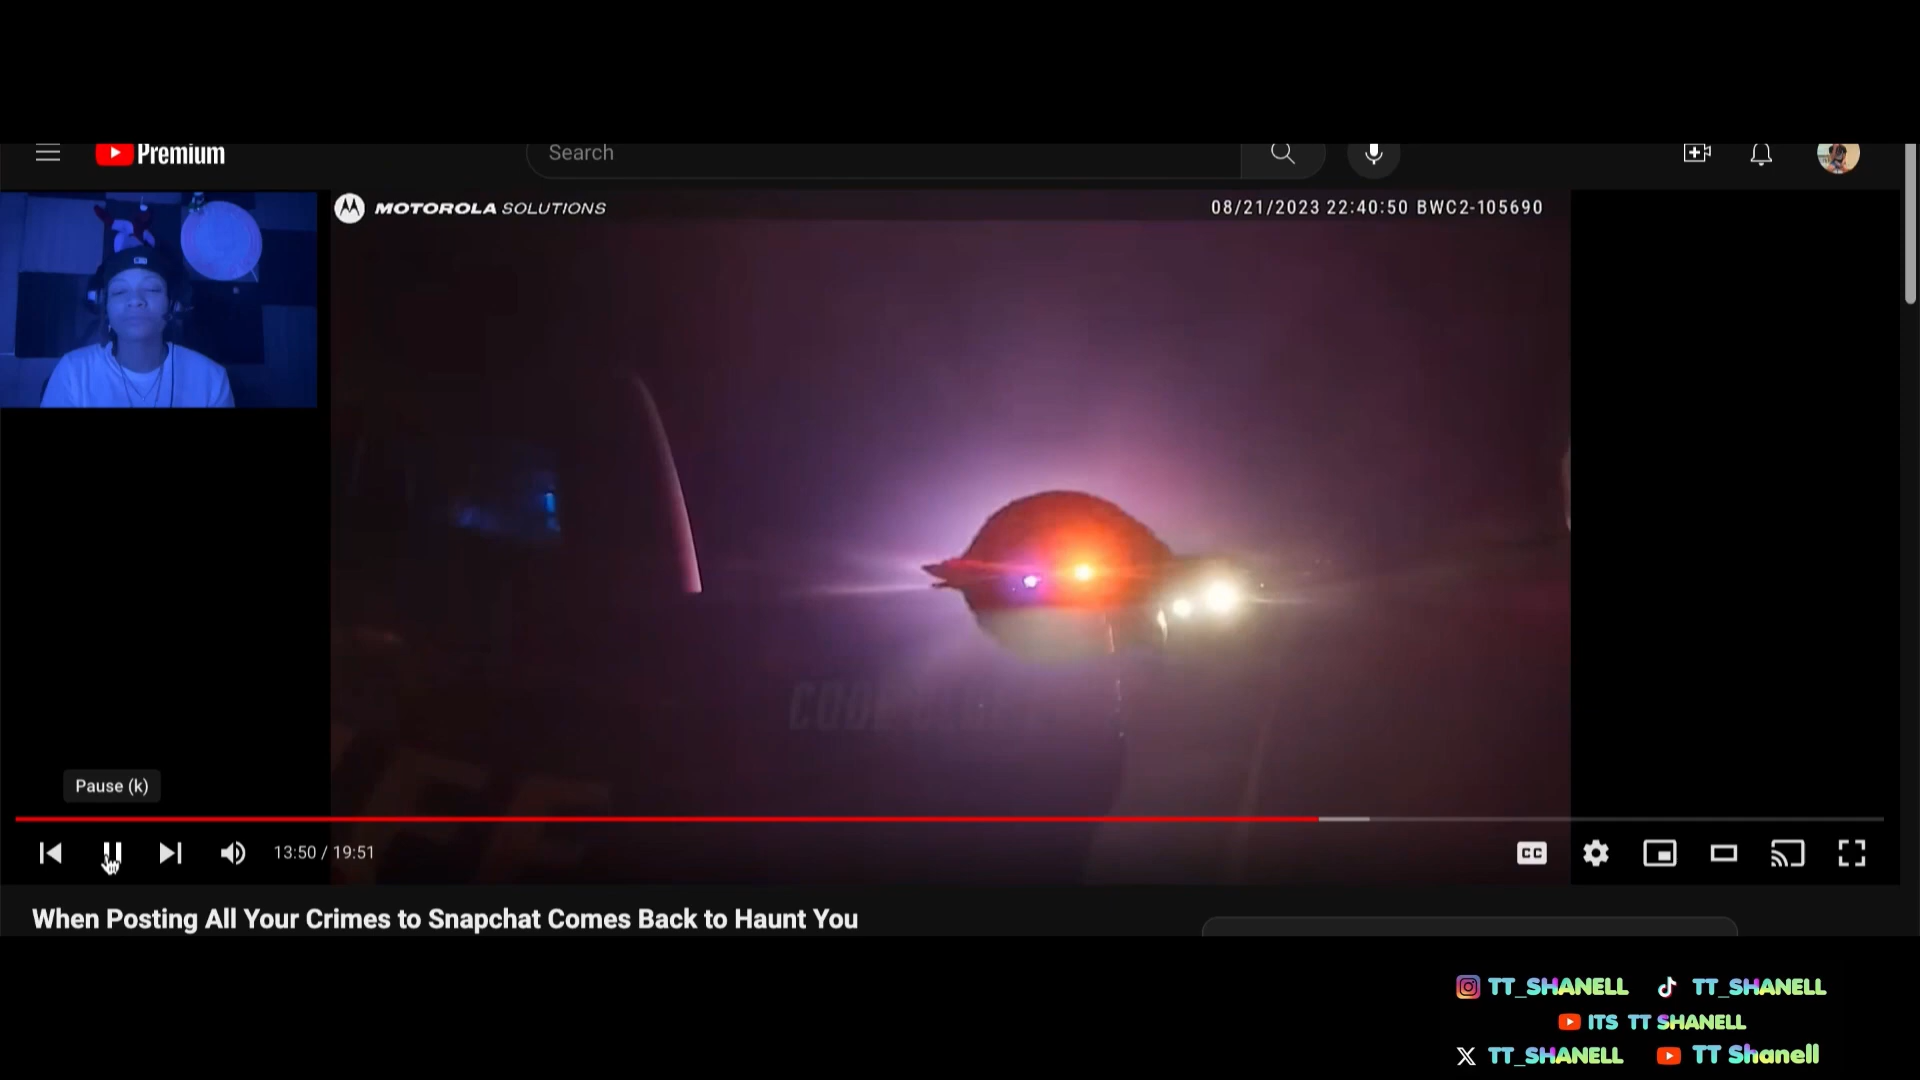 Premium
Search
MOTOROLA SOLUTIONS
08/21/2023 22:40:50 BWC2-105690
Pause (k)
13:50 / 19:51
CC
When Posting All Your Crimes to Snapchat Comes Back to Haunt You
TT_SHANELL TT_SHANELL
ITS TT SHANELL
TT_SHANELL TT Shanell